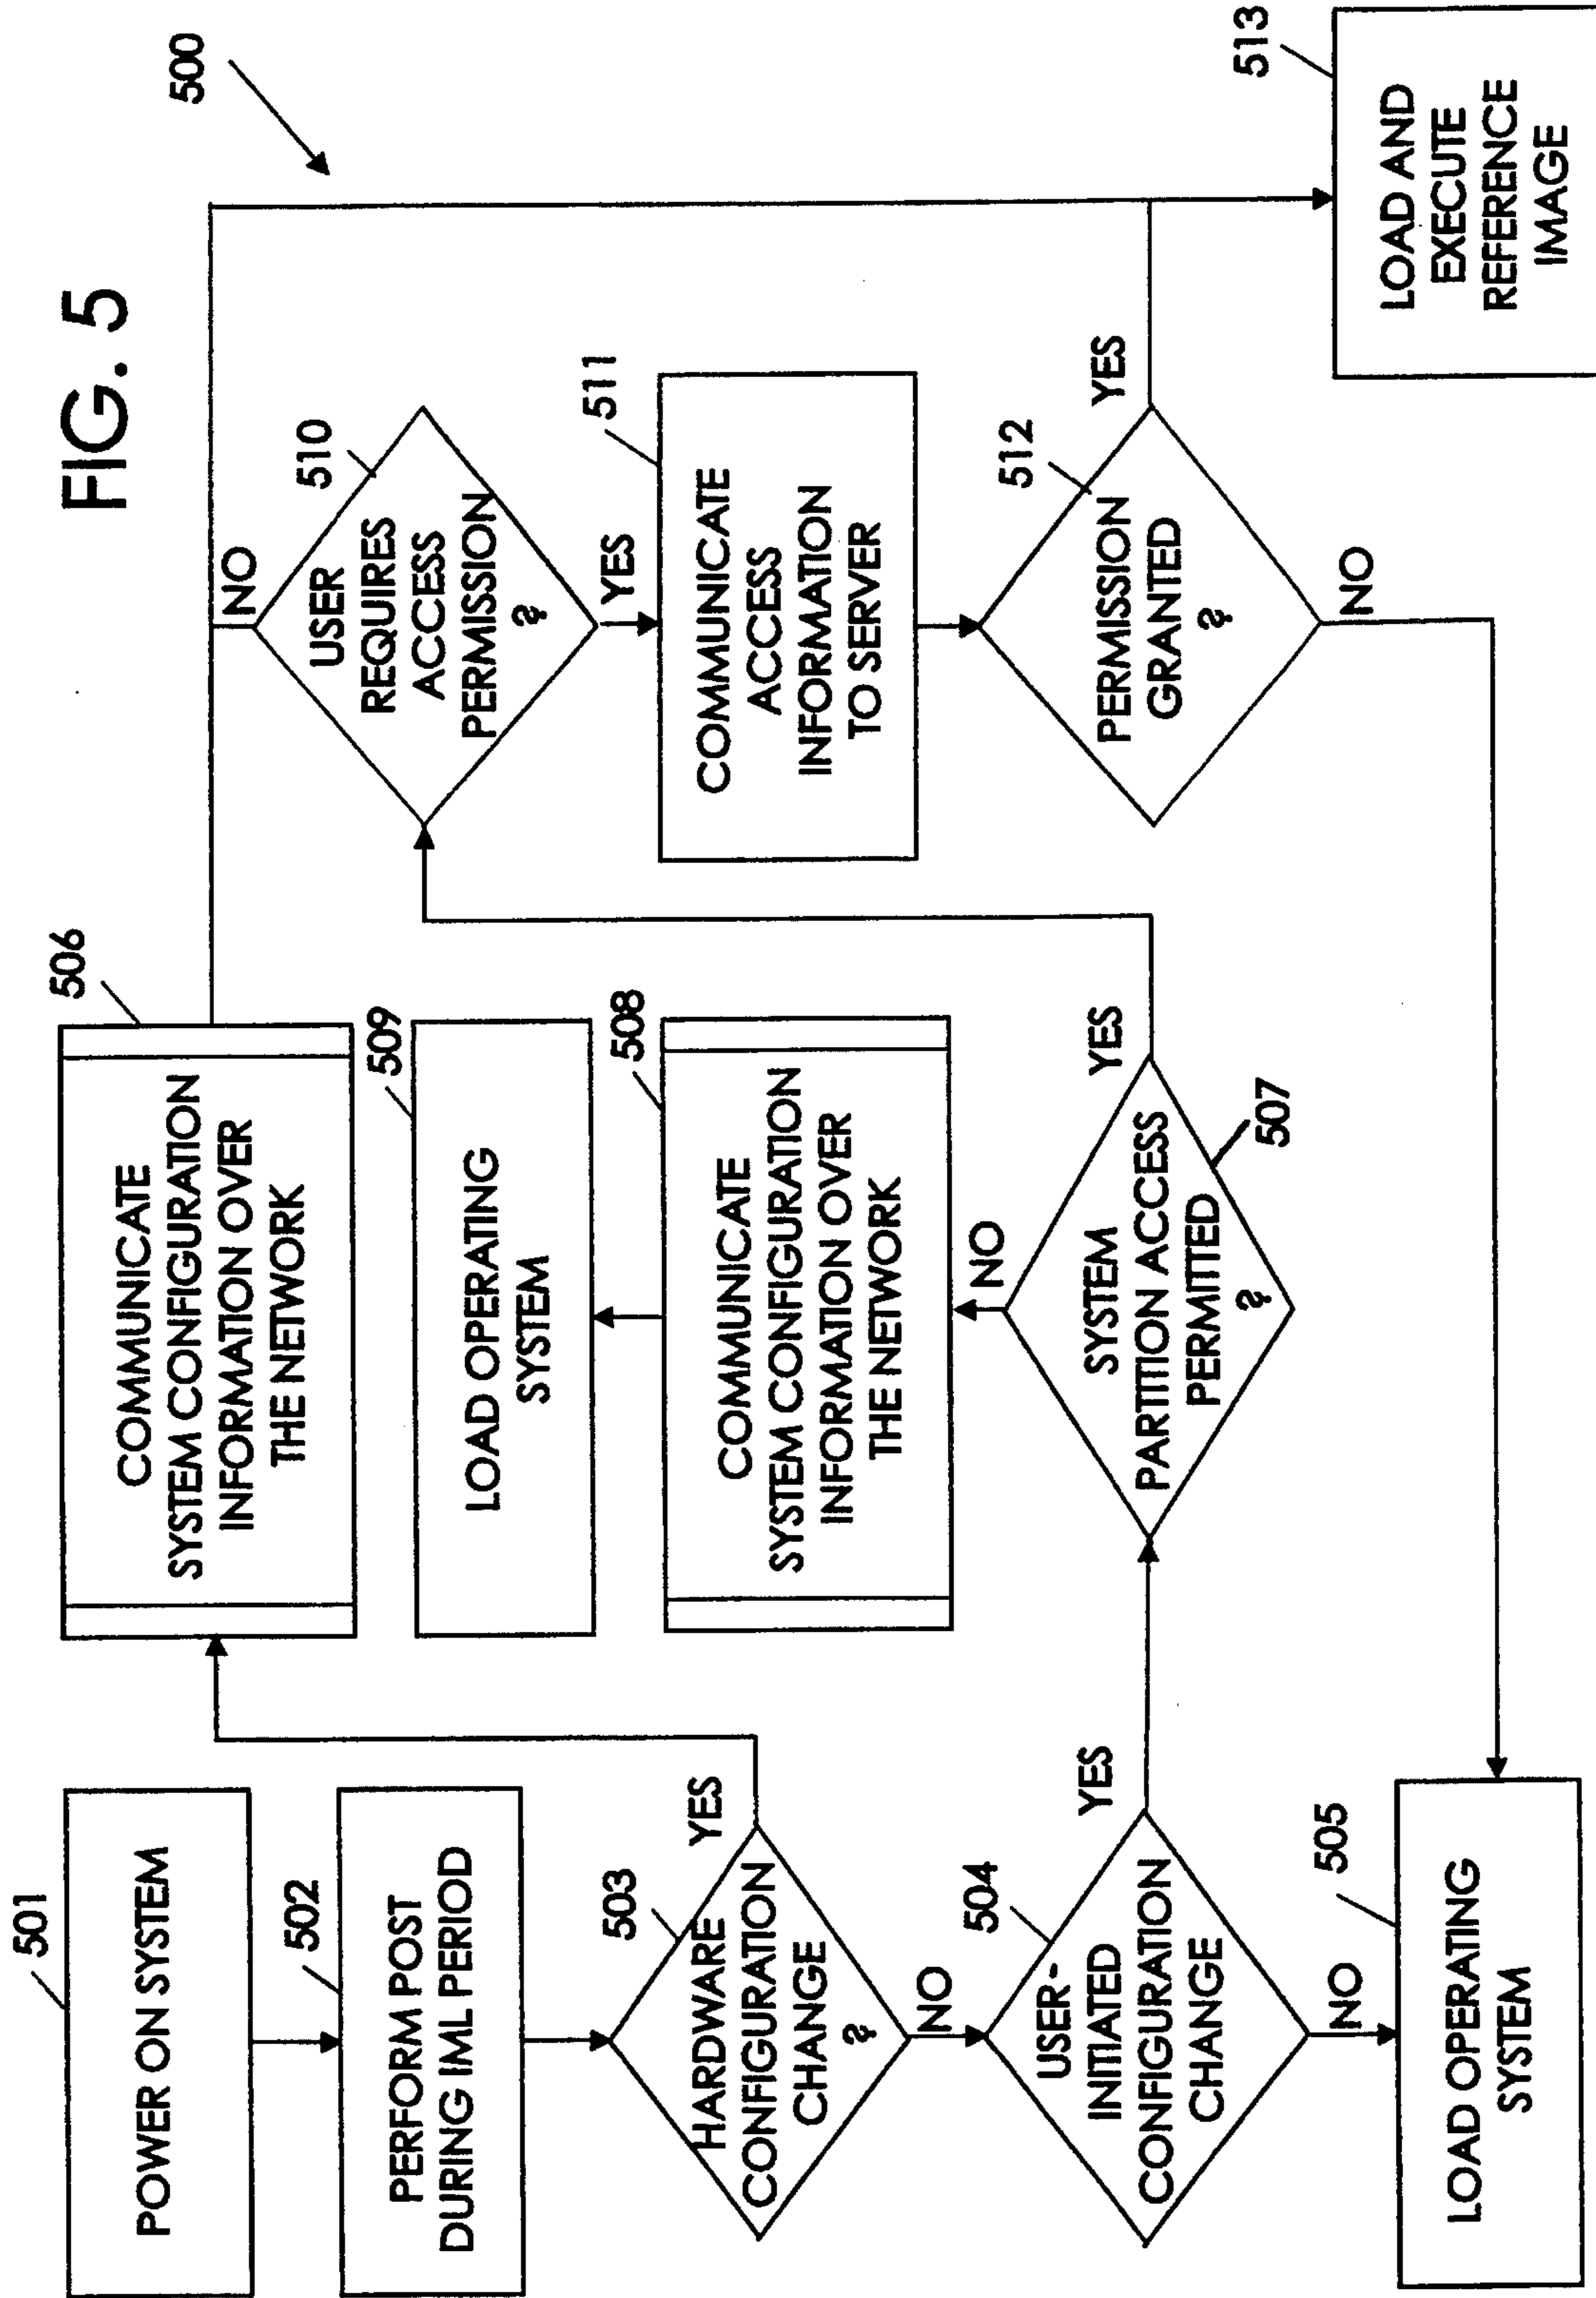 FIG. 5
500
501
POWER ON SYSTEM
502
PERFORM POST
DURING IML PERIOD
503
HARDWARE
CONFIGURATION
CHANGE
?
YES
NO
504
USER-
INITIATED
CONFIGURATION
CHANGE
YES
NO
505
LOAD OPERATING
SYSTEM
506
COMMUNICATE
SYSTEM CONFIGURATION
INFORMATION OVER
THE NETWORK
509
LOAD OPERATING
SYSTEM
508
COMMUNICATE
SYSTEM CONFIGURATION
INFORMATION OVER
THE NETWORK
NO
YES
SYSTEM
PARTITION ACCESS
PERMITTED
?
507
NO
510
USER
REQUIRES
ACCESS
PERMISSION
?
YES
511
COMMUNICATE
ACCESS
INFORMATION
TO SERVER
512
PERMISSION
GRANTED
?
YES
NO
513
LOAD AND
EXECUTE
REFERENCE
IMAGE